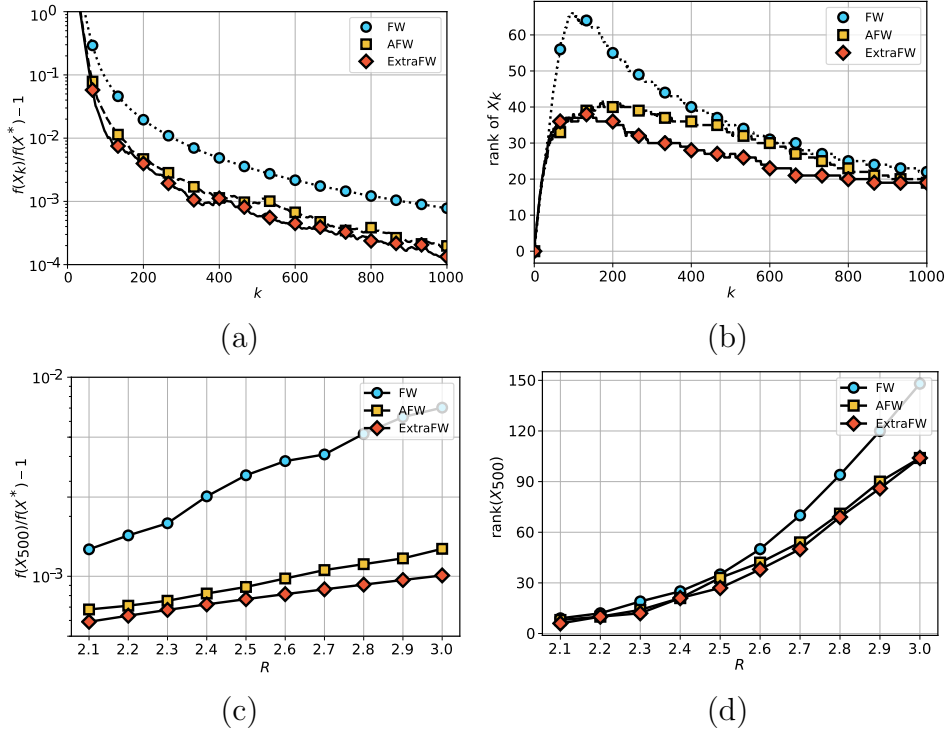 10^0
10^{-1}
10^{-2}
10^{-3}
10^{-4}
f(X_k)/f(X^*) − 1
0 200 400 600 800 1000
k
FW
AFW
ExtraFW
(a)
60
50
40
30
20
10
0
rank of X_k
0 200 400 600 800 1000
k
FW
AFW
ExtraFW
(b)
10^{-2}
10^{-3}
f(X_{500})/f(X^*) − 1
2.1 2.2 2.3 2.4 2.5 2.6 2.7 2.8 2.9 3.0
R
FW
AFW
ExtraFW
(c)
150
120
90
60
30
0
rank(X_{500})
2.1 2.2 2.3 2.4 2.5 2.6 2.7 2.8 2.9 3.0
R
FW
AFW
ExtraFW
(d)